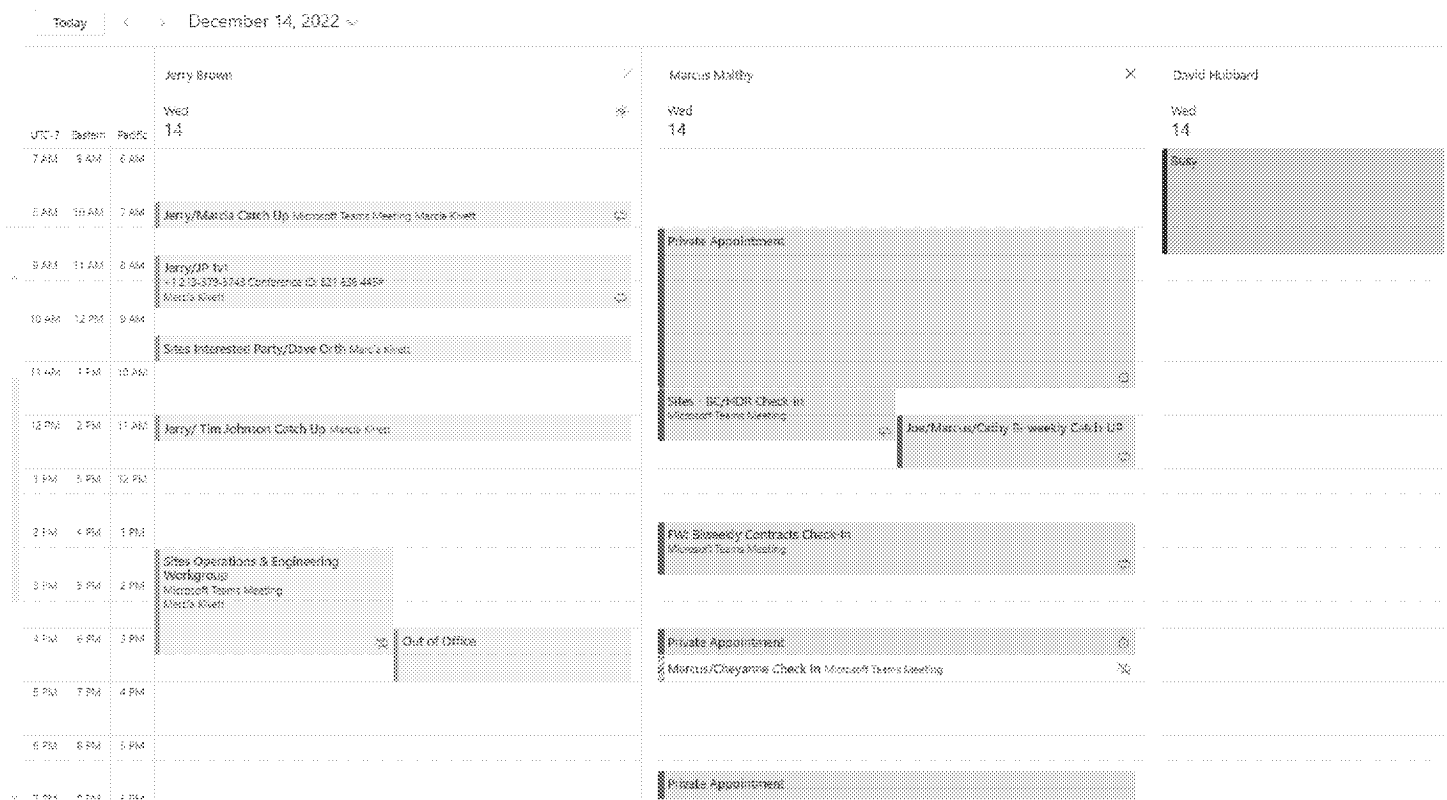 Today
December 14, 2022
Jerry Brown
Marcus Maltby
David Hubbard
Wed
14
Wed
14
Wed
14
UTC-7 Eastern Pacific
7 AM 9 AM 6 AM
8 AM 10 AM 7 AM
9 AM 11 AM 8 AM
10 AM 12 PM 9 AM
11 AM 1 PM 10 AM
12 PM 2 PM 11 AM
1 PM 3 PM 12 PM
2 PM 4 PM 1 PM
3 PM 5 PM 2 PM
4 PM 6 PM 3 PM
5 PM 7 PM 4 PM
6 PM 8 PM 5 PM
Jerry/Marcia Catch Up Microsoft Teams Meeting Marcia
Jerry/JP 1v1
Conference ID:
Marcia
Sites Interested Party/Dave Orth Marcia
Jerry/ Tim Johnson Catch Up Marcia
Sites Operations & Engineering
Workgroup
Microsoft Teams Meeting
Marcia
Out of Office
Private Appointment
Sites - BC/HDR Check-in
Microsoft Teams Meeting
Joe/Marcus/Cathy Bi-weekly Catch UP
FW: Biweekly Contracts Check-In
Microsoft Teams Meeting
Private Appointment
Marcus/Cheyanne Check In Microsoft Teams Meeting
Private Appointment
Busy